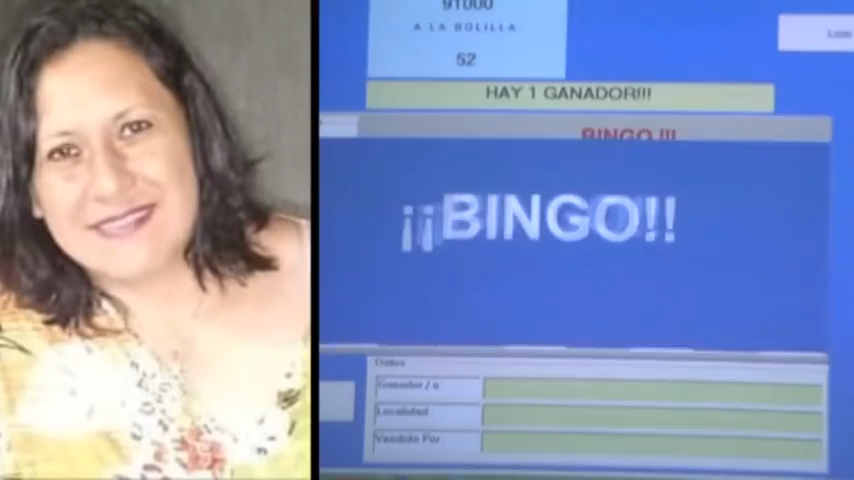 91000
A LA BOLILLA
52
HAY 1 GANADOR!!!
BINGO !!!
¡¡BINGO!!
Datos
Ganador / a
Localidad
Vendido Por